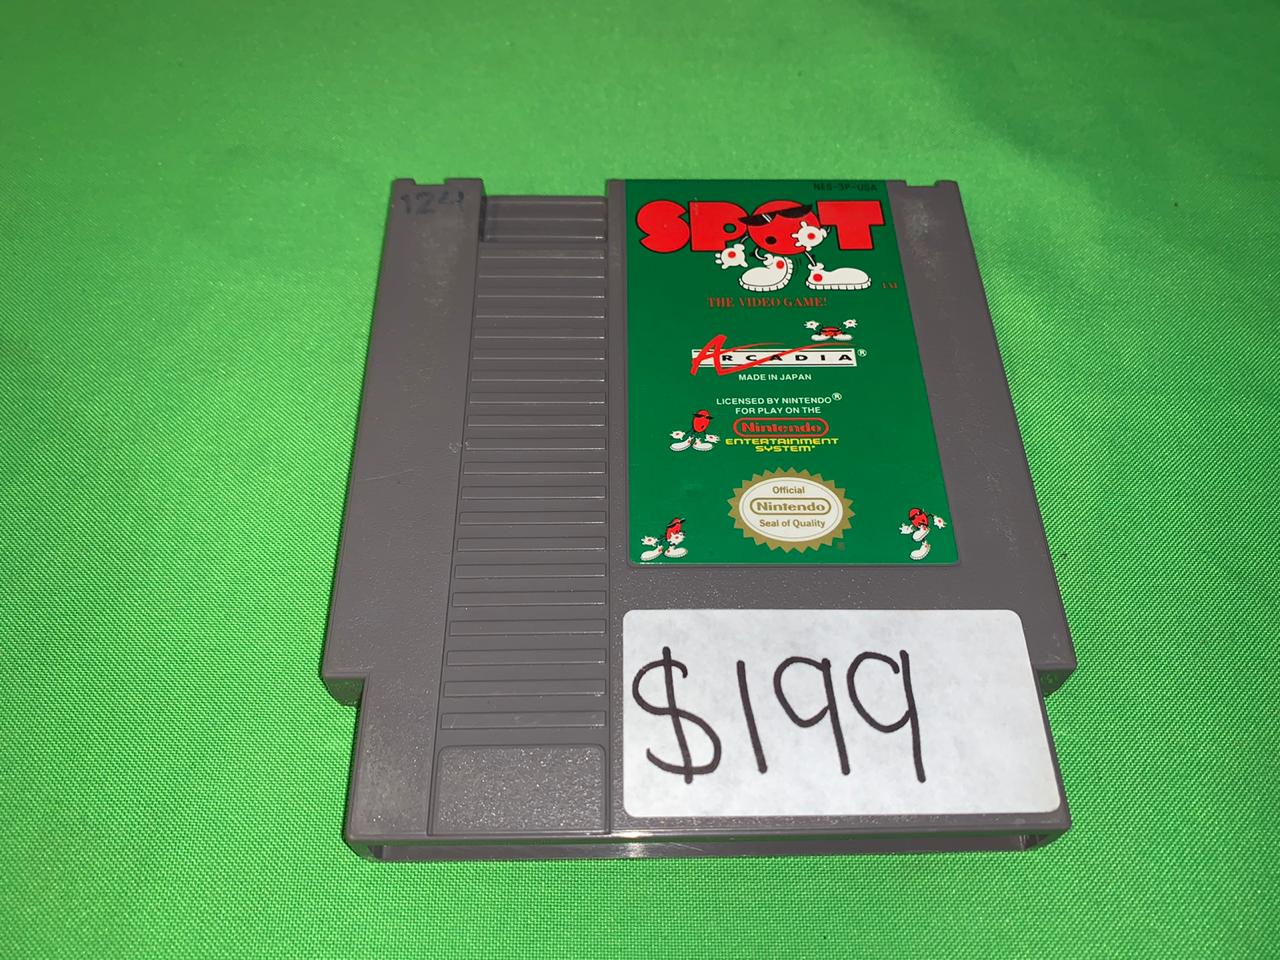 124
NES-3P-USA
SPOT
TM
THE VIDEO GAME!
ARCADIA®
MADE IN JAPAN
LICENSED BY NINTENDO®
FOR PLAY ON THE
Nintendo
ENTERTAINMENT
SYSTEM®
Official
Nintendo
Seal of Quality
$199